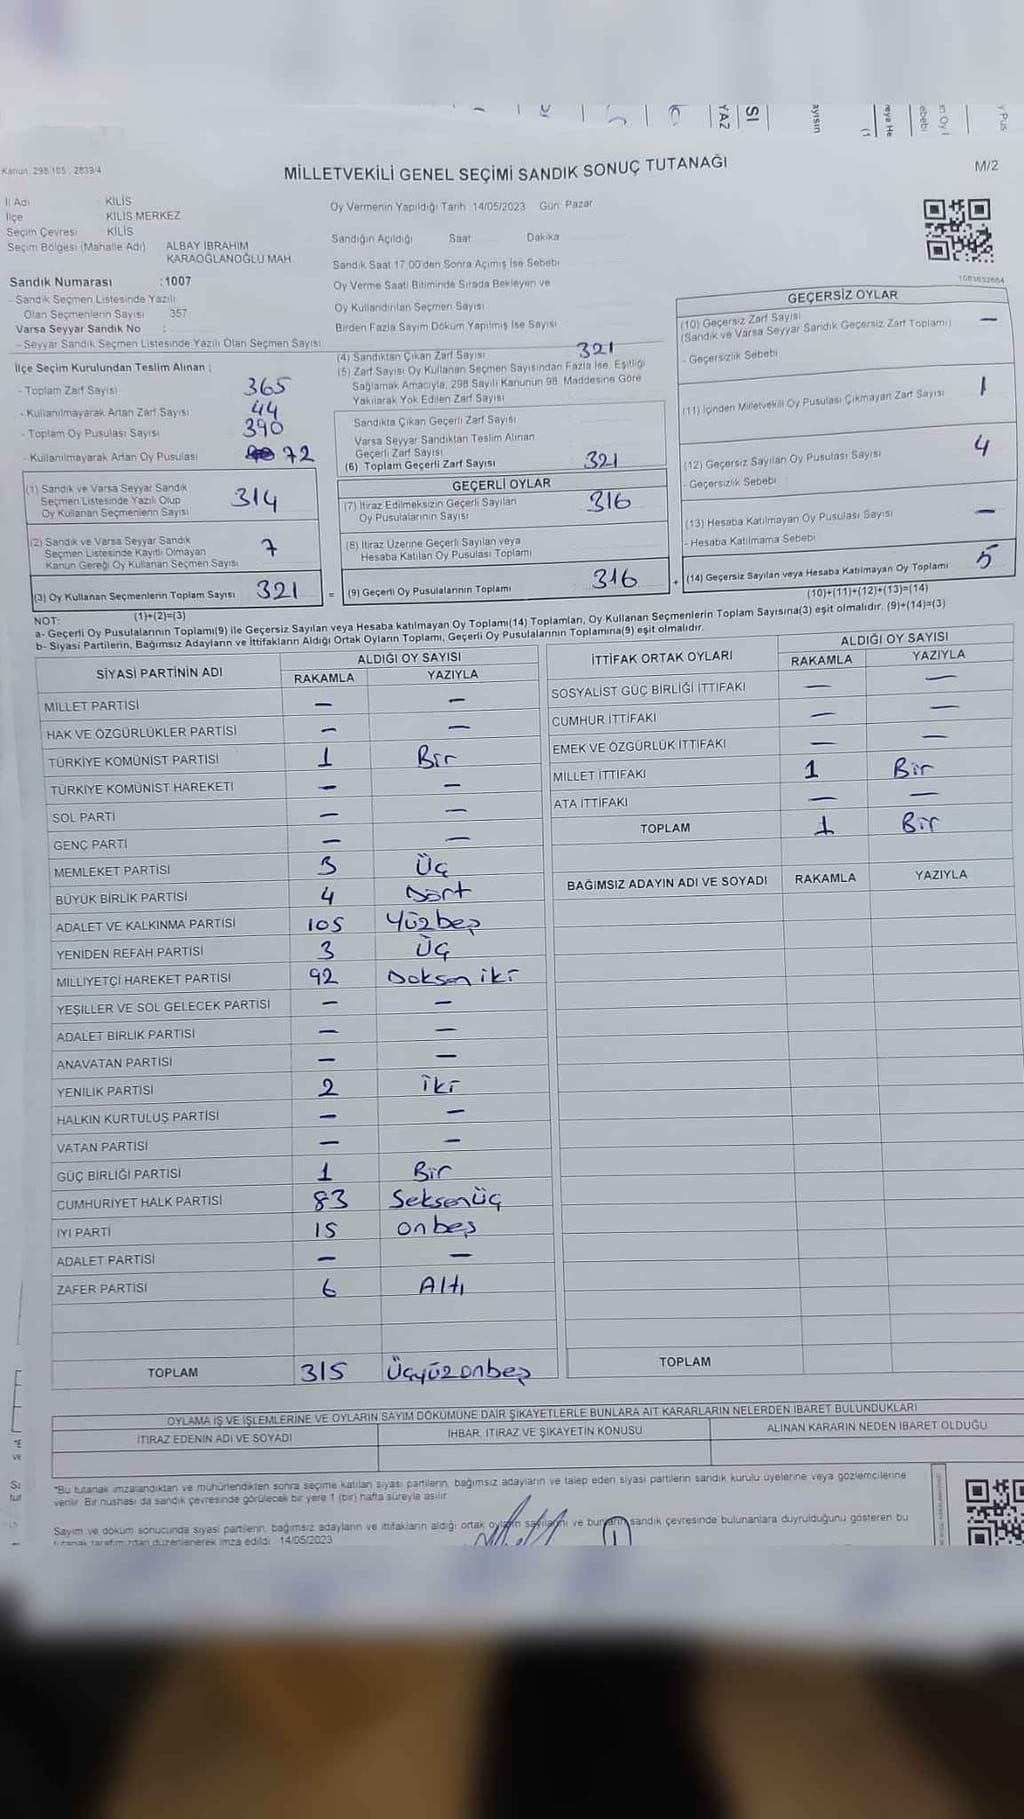 Kanun: 298/105 , 2839/4
MİLLETVEKİLİ GENEL SEÇİMİ SANDIK SONUÇ TUTANAĞI
M/2
İl Adı : KİLİS
İlçe KİLİS MERKEZ
Seçim Çevresi : KİLİS
Seçim Bölgesi (Mahalle Adı) ALBAY İBRAHİM
KARAOĞLANOĞLU MAH.
Sandık Numarası : 1007
- Sandık Seçmen Listesinde Yazılı
Olan Seçmenlerin Sayısı 357
Varsa Seyyar Sandık No :
- Seyyar Sandık Seçmen Listesinde Yazılı Olan Seçmen Sayısı
Oy Vermenin Yapıldığı Tarih :14/05/2023 Gün: Pazar
Sandığın Açıldığı Saat Dakika
Sandık Saat 17.00'den Sonra Açımış İse Sebebi
Oy Verme Saati Bitiminde Sırada Bekleyen ve
Oy Kullandırılan Seçmen Sayısı
Birden Fazla Sayım Döküm Yapılmış İse Sayısı
İlçe Seçim Kurulundan Teslim Alınan ;
- Toplam Zarf Sayısı 365
- Kullanılmayarak Artan Zarf Sayısı 44
- Toplam Oy Pusulası Sayısı 390
- Kullanılmayarak Artan Oy Pusulası 72
(1) Sandık ve Varsa Seyyar Sandık
Seçmen Listesinde Yazılı Olup
Oy Kullanan Seçmenlerin Sayısı 314
(2) Sandık ve Varsa Seyyar Sandık
Seçmen Listesinde Kayıtlı Olmayan
Kanun Gereği Oy Kullanan Seçmen Sayısı 7
(3) Oy Kullanan Seçmenlerin Toplam Sayısı 321 =
(1)+(2)=(3)
(4) Sandıktan Çıkan Zarf Sayısı 321
(5) Zarf Sayısı Oy Kullanan Seçmen Sayısından Fazla İse, Eşitliği
Sağlamak Amacıyla, 298 Sayılı Kanunun 98. Maddesine Göre
Yakılarak Yok Edilen Zarf Sayısı
Sandıkta Çıkan Geçerli Zarf Sayısı
Varsa Seyyar Sandıktan Teslim Alınan
Geçerli Zarf Sayısı
(6) Toplam Geçerli Zarf Sayısı 321
GEÇERLİ OYLAR
(7) İtiraz Edilmeksizin Geçerli Sayılan
Oy Pusulalarının Sayısı 316
(8) İtiraz Üzerine Geçerli Sayılan veya
Hesaba Katılan Oy Pusulası Toplamı
(9) Geçerli Oy Pusulalarının Toplamı 316 +
1083632664
GEÇERSİZ OYLAR
(10) Geçersiz Zarf Sayısı —
(Sandık ve Varsa Seyyar Sandık Geçersiz Zarf Toplamı)
- Geçersizlik Sebebi
(11) İçinden Milletvekili Oy Pusulası Çıkmayan Zarf Sayısı 1
(12) Geçersiz Sayılan Oy Pusulası Sayısı 4
- Geçersizlik Sebebi
(13) Hesaba Katılmayan Oy Pusulası Sayısı —
- Hesaba Katılmama Sebebi
(14) Geçersiz Sayılan veya Hesaba Katılmayan Oy Toplamı 5
(10)+(11)+(12)+(13)=(14)
NOT:
a- Geçerli Oy Pusulalarının Toplamı(9) ile Geçersiz Sayılan veya Hesaba katılmayan Oy Toplamı(14) Toplamları, Oy Kullanan Seçmenlerin Toplam Sayısına(3) eşit olmalıdır. (9)+(14)=(3)
b- Siyasi Partilerin, Bağımsız Adayların ve İttifakların Aldığı Ortak Oyların Toplamı, Geçerli Oy Pusulalarının Toplamına(9) eşit olmalıdır.
SİYASİ PARTİNİN ADI ALDIĞI OY SAYISI
RAKAMLA YAZIYLA
MİLLET PARTİSİ — —
HAK VE ÖZGÜRLÜKLER PARTİSİ — —
TÜRKİYE KOMÜNİST PARTİSİ 1 Bir
TÜRKİYE KOMÜNİST HAREKETİ — —
SOL PARTİ — —
GENÇ PARTİ — —
MEMLEKET PARTİSİ 3 Üç
BÜYÜK BİRLİK PARTİSİ 4 Dört
ADALET VE KALKINMA PARTİSİ 105 Yüzbeş
YENİDEN REFAH PARTİSİ 3 Üç
MİLLİYETÇİ HAREKET PARTİSİ 92 Doksan iki
YEŞİLLER VE SOL GELECEK PARTİSİ — —
ADALET BİRLİK PARTİSİ — —
ANAVATAN PARTİSİ — —
YENİLİK PARTİSİ 2 İki
HALKIN KURTULUŞ PARTİSİ — —
VATAN PARTİSİ — —
GÜÇ BİRLİĞİ PARTİSİ 1 Bir
CUMHURİYET HALK PARTİSİ 83 Seksenüç
İYİ PARTİ 15 onbeş
ADALET PARTİSİ — —
ZAFER PARTİSİ 6 Altı
TOPLAM 315 Üçyüzonbeş
İTTİFAK ORTAK OYLARI ALDIĞI OY SAYISI
RAKAMLA YAZIYLA
SOSYALİST GÜÇ BİRLİĞİ İTTİFAKI — —
CUMHUR İTTİFAKI — —
EMEK VE ÖZGÜRLÜK İTTİFAKI — —
MİLLET İTTİFAKI 1 Bir
ATA İTTİFAKI — —
TOPLAM 1 Bir
BAĞIMSIZ ADAYIN ADI VE SOYADI RAKAMLA YAZIYLA
TOPLAM
OYLAMA İŞ VE İŞLEMLERİNE VE OYLARIN SAYIM DÖKÜMÜNE DAİR ŞİKAYETLERLE BUNLARA AİT KARARLARIN NELERDEN İBARET BULUNDUKLARI
İTİRAZ EDENİN ADI VE SOYADI İHBAR, İTİRAZ VE ŞİKAYETİN KONUSU ALINAN KARARIN NEDEN İBARET OLDUĞU
*Bu tutanak imzalandıktan ve mühürlendikten sonra seçime katılan siyasi partilerin, bağımsız adayların ve talep eden siyasi partilerin sandık kurulu üyelerine veya gözlemcilerine
verilir. Bir nüshası da sandık çevresinde görülecek bir yere 1 (bir) hafta süreyle asılır.
Sayım ve döküm sonucunda siyasi partilerin, bağımsız adayların ve ittifakların aldığı ortak oyların sayılarını ve bunların sandık çevresinde bulunanlara duyrulduğunu gösteren bu
tutanak tarafımızdan düzenlenerek imza edildi. 14/05/2023